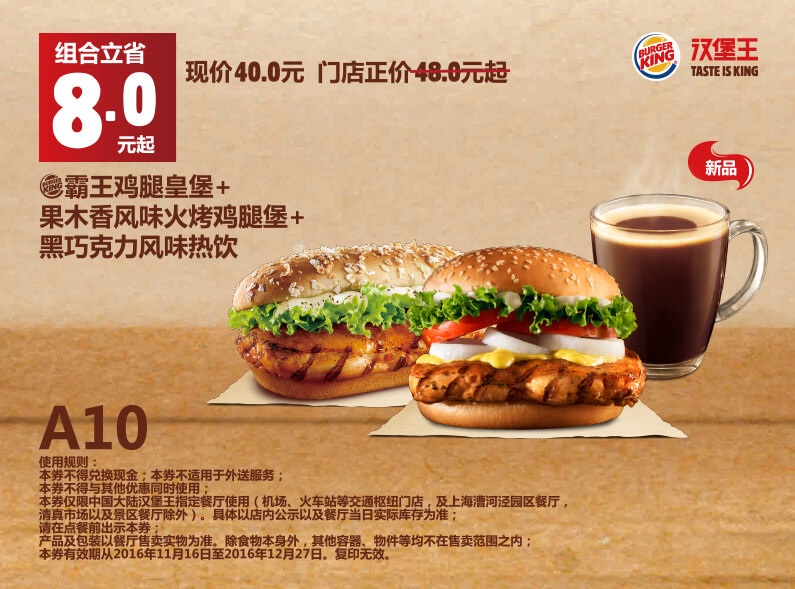 组合立省
8.0
元起
现价40.0元 门店正价48.0元起
BURGER
KING
汉堡王
TASTE IS KING
新品
BURGER KING
霸王鸡腿皇堡+
果木香风味火烤鸡腿堡+
黑巧克力风味热饮
A10
使用规则：
本券不得兑换现金；本券不适用于外送服务；
本券不得与其他优惠同时使用；
本券仅限中国大陆汉堡王指定餐厅使用（机场、火车站等交通枢纽门店，及上海漕河泾园区餐厅，
清真市场以及景区餐厅除外）。具体以店内公示以及餐厅当日实际库存为准；
请在点餐前出示本券；
产品及包装以餐厅售卖实物为准。除食物本身外，其他容器、物件等均不在售卖范围之内；
本券有效期从2016年11月16日至2016年12月27日。复印无效。